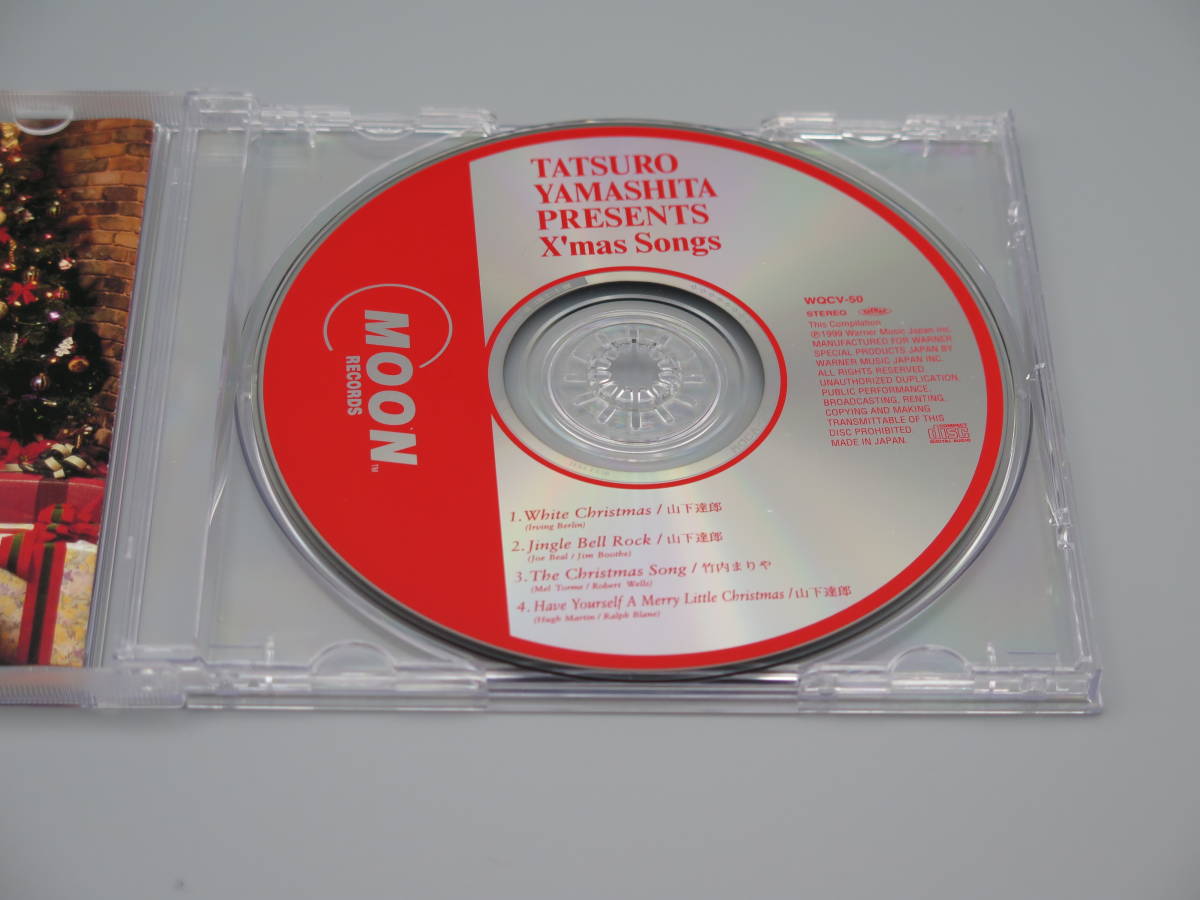 TATSURO
YAMASHITA
PRESENTS
X'mas Songs
MOON
RECORDS
TM
WQCV-50
STEREO
This Compilation
℗1999 Warner Music Japan Inc.
MANUFACTURED FOR WARNER
SPECIAL PRODUCTS JAPAN BY
WARNER MUSIC JAPAN INC.
ALL RIGHTS RESERVED.
UNAUTHORIZED DUPLICATION,
PUBLIC PERFORMANCE,
BROADCASTING, RENTING,
COPYING AND MAKING
TRANSMITTABLE OF THIS
DISC PROHIBITED
MADE IN JAPAN.
COMPACT
disc
DIGITAL AUDIO
1. White Christmas / 山下達郎
(Irving Berlin)
2. Jingle Bell Rock / 山下達郎
(Joe Beal / Jim Boothe)
3. The Christmas Song / 竹内まりや
(Mel Torme / Robert Wells)
4. Have Yourself A Merry Little Christmas / 山下達郎
(Hugh Martin / Ralph Blane)